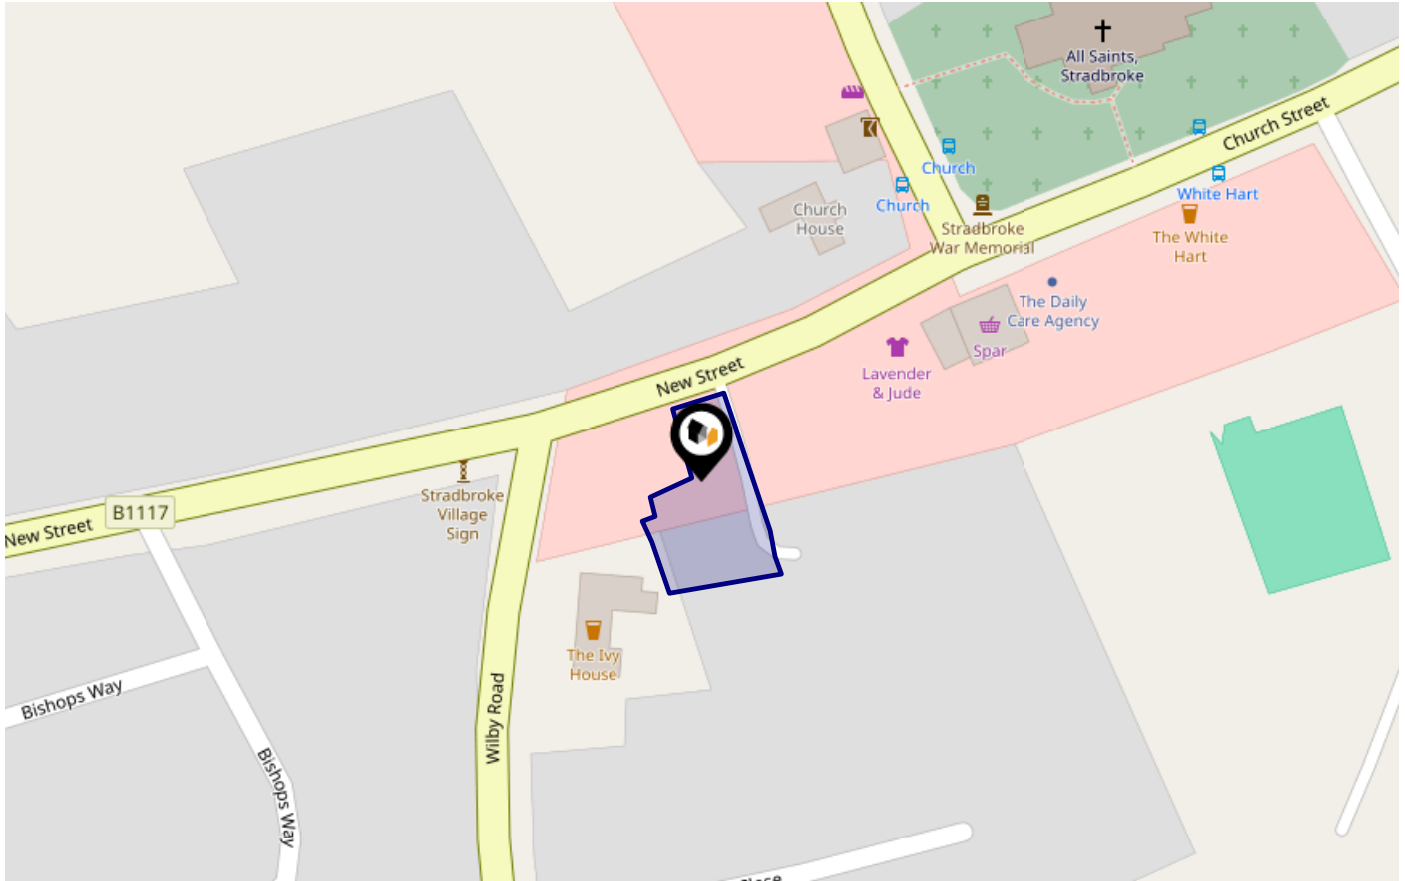 All Saints,
Stradbroke
Church Street
Church
Church
White Hart
Church
House
Stradbroke
War Memorial
The White
Hart
The Daily
Care Agency
Spar
Lavender
& Jude
New Street
Stradbroke
Village
Sign
B1117
New Street
The Ivy
House
Bishops Way
Wilby Road
Bishops Way